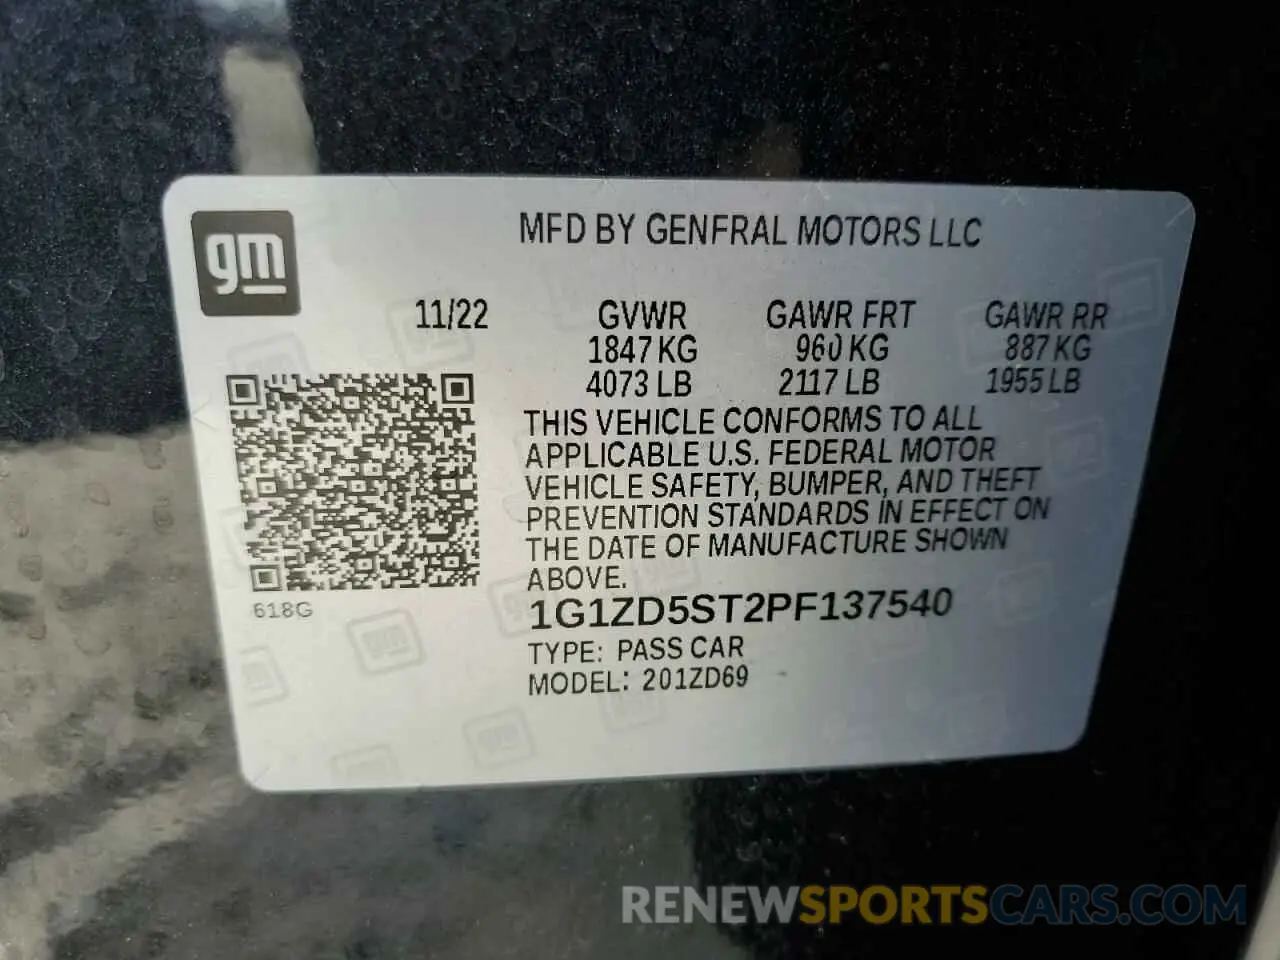 gm
MFD BY GENERAL MOTORS LLC
11/22 GVWR GAWR FRT GAWR RR
1847 KG 960 KG 887 KG
4073 LB 2117 LB 1955 LB
THIS VEHICLE CONFORMS TO ALL
APPLICABLE U.S. FEDERAL MOTOR
VEHICLE SAFETY, BUMPER, AND THEFT
PREVENTION STANDARDS IN EFFECT ON
THE DATE OF MANUFACTURE SHOWN
ABOVE.
618G
1G1ZD5ST2PF137540
TYPE: PASS CAR
MODEL: 201ZD69
RENEWSPORTSCARS.COM